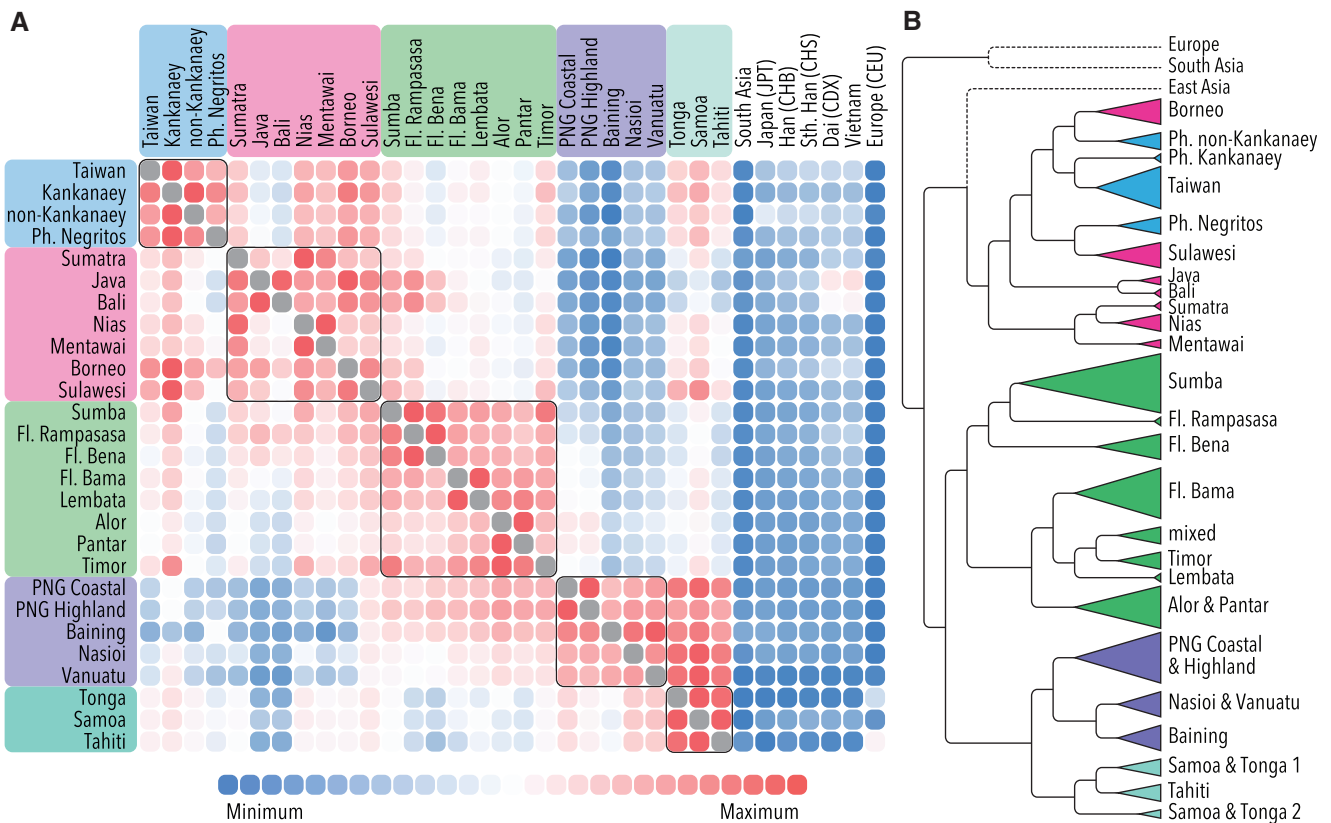 A
B
Taiwan
Kankanaey
non-Kankanaey
Ph. Negritos
Sumatra
Java
Bali
Nias
Mentawai
Borneo
Sulawesi
Sumba
Fl. Rampasasa
Fl. Bena
Fl. Bama
Lembata
Alor
Pantar
Timor
PNG Coastal
PNG Highland
Baining
Nasioi
Vanuatu
Tonga
Samoa
Tahiti
South Asia
Japan (JPT)
Han (CHB)
Sth. Han (CHS)
Dai (CDX)
Vietnam
Europe (CEU)
Taiwan
Kankanaey
non-Kankanaey
Ph. Negritos
Sumatra
Java
Bali
Nias
Mentawai
Borneo
Sulawesi
Sumba
Fl. Rampasasa
Fl. Bena
Fl. Bama
Lembata
Alor
Pantar
Timor
PNG Coastal
PNG Highland
Baining
Nasioi
Vanuatu
Tonga
Samoa
Tahiti
Minimum
Maximum
Europe
South Asia
East Asia
Borneo
Ph. non-Kankanaey
Ph. Kankanaey
Taiwan
Ph. Negritos
Sulawesi
Java
Bali
Sumatra
Nias
Mentawai
Sumba
Fl. Rampasasa
Fl. Bena
Fl. Bama
mixed
Timor
Lembata
Alor & Pantar
PNG Coastal
& Highland
Nasioi & Vanuatu
Baining
Samoa & Tonga 1
Tahiti
Samoa & Tonga 2